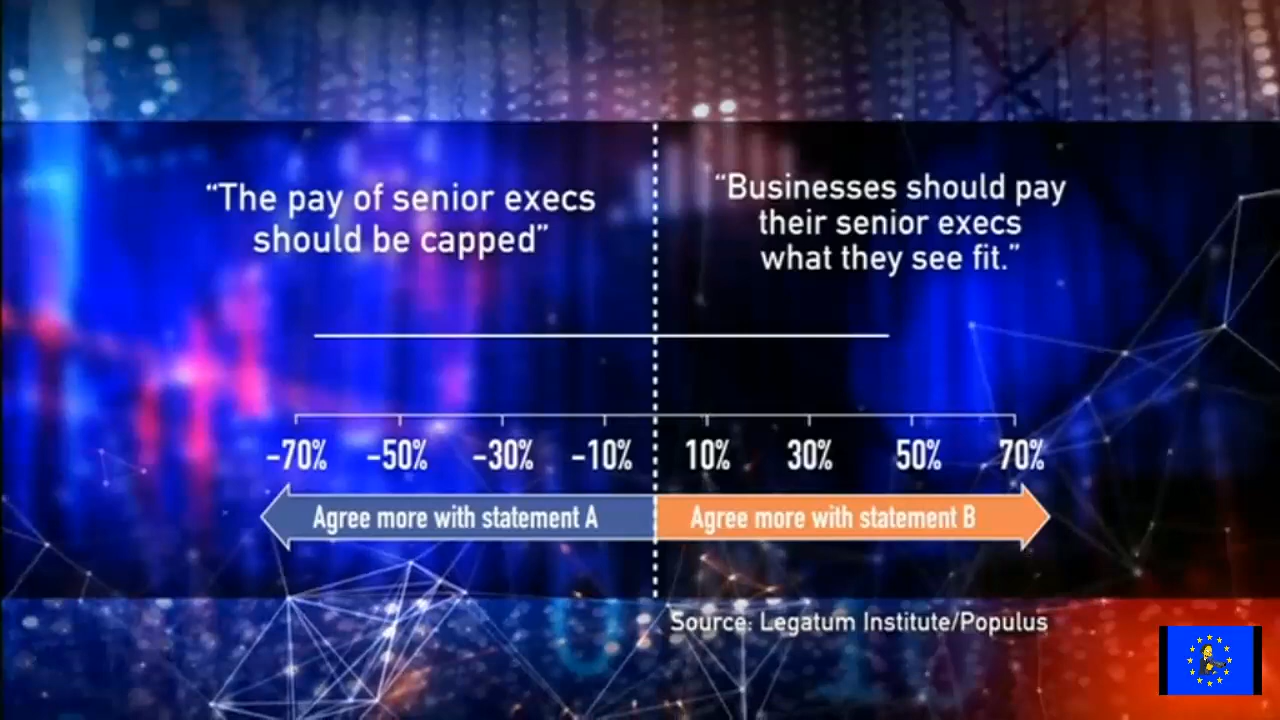 “The pay of senior execs
should be capped”
“Businesses should pay
their senior execs
what they see fit.”
-70% -50% -30% -10% 10% 30% 50% 70%
Agree more with statement A
Agree more with statement B
Source: Legatum Institute/Populus